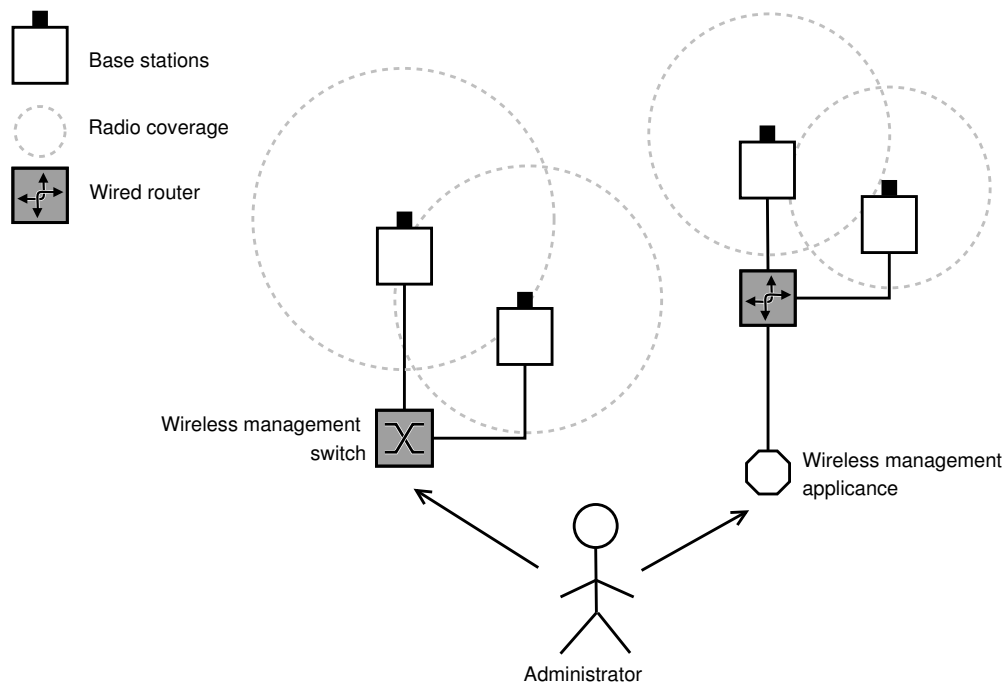 Base stations
Radio coverage
Wired router
Wireless management
switch
Wireless management
applicance
Administrator